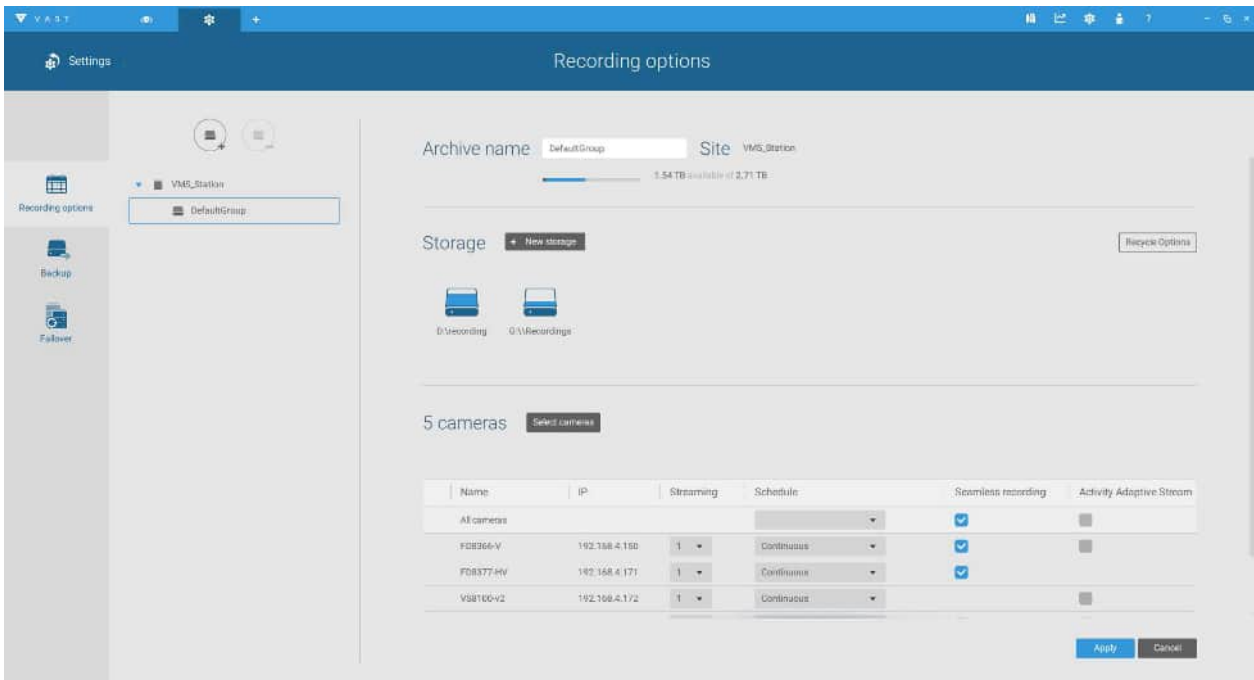 VAST
+
?
Settings
Recording options
Archive name DefaultGroup Site VMS_Station
1.54 TB available of 2.71 TB
VMS_Station
DefaultGroup
Recording options
Backup
Failover
Storage + New storage Recycle Options
D:\recording G:\\Recordings
5 cameras Select cameras
Name IP Streaming Schedule Seamless recording Activity Adaptive Stream
All cameras
FD8366-V 192.168.4.150 1 Continuous
FD8377-HV 192.168.4.171 1 Continuous
VS8100-v2 192.168.4.172 1 Continuous
Apply Cancel